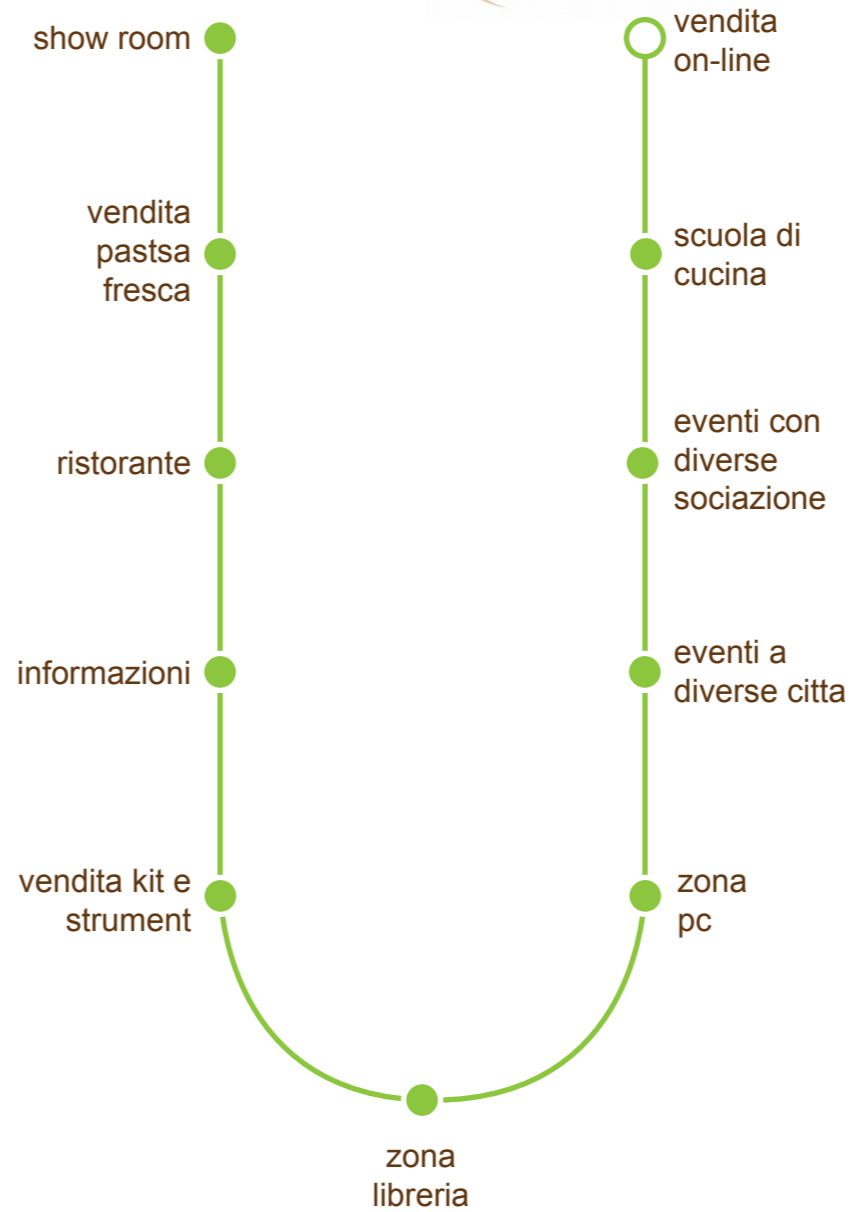 show room
vendita
pastsa
fresca
ristorante
informazioni
vendita kit e
strument
zona
libreria
zona
pc
eventi a
diverse citta
eventi con
diverse
sociazione
scuola di
cucina
vendita
on-line